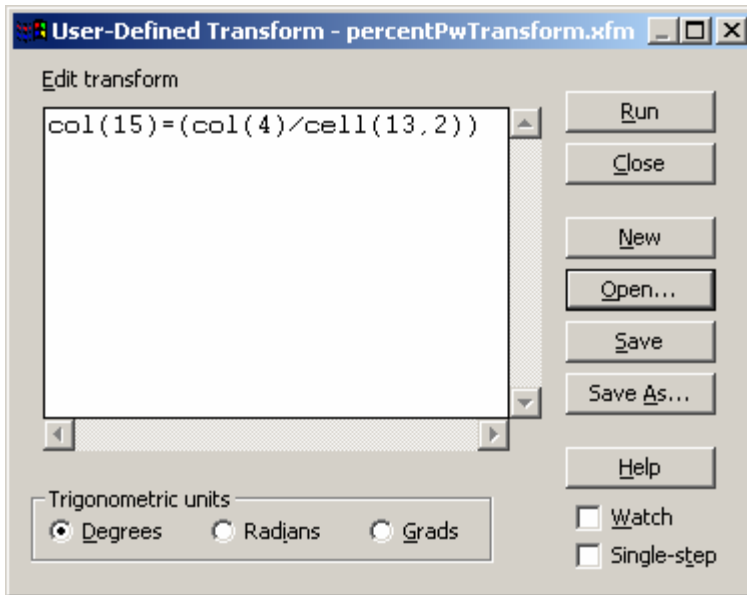 User-Defined Transform - percentPwTransform.xfm
Edit transform
col(15)=(col(4)/cell(13,2))
Run
Close
New
Open...
Save
Save As...
Help
Trigonometric units
Degrees
Radians
Grads
Watch
Single-step